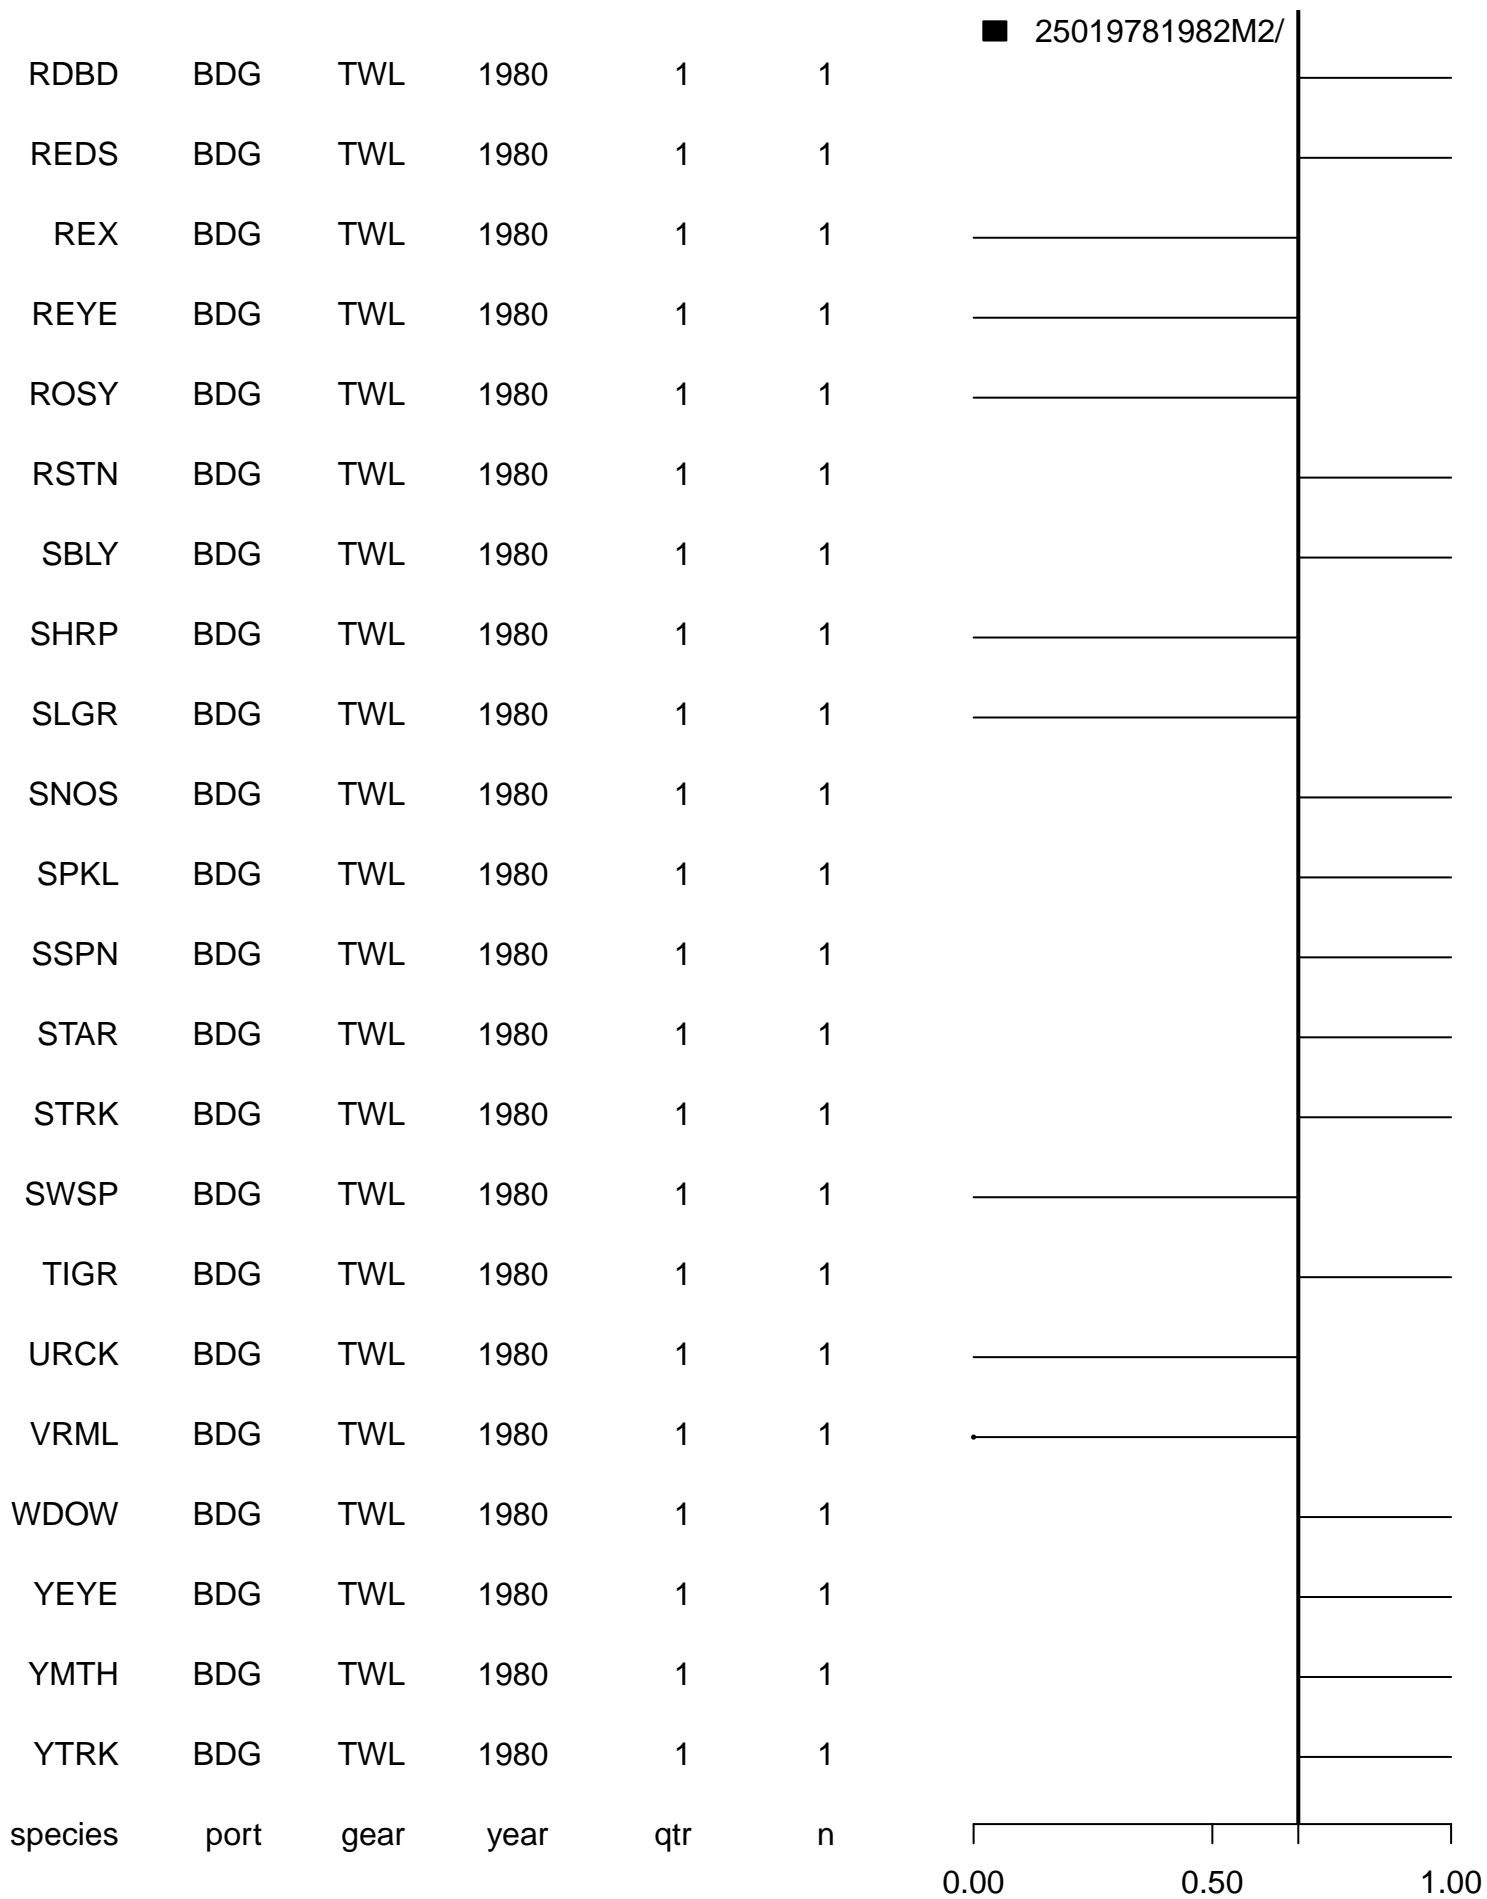 25019781982M2/
RDBD BDG TWL 1980 1 1
REDS BDG TWL 1980 1 1
REX BDG TWL 1980 1 1
REYE BDG TWL 1980 1 1
ROSY BDG TWL 1980 1 1
RSTN BDG TWL 1980 1 1
SBLY BDG TWL 1980 1 1
SHRP BDG TWL 1980 1 1
SLGR BDG TWL 1980 1 1
SNOS BDG TWL 1980 1 1
SPKL BDG TWL 1980 1 1
SSPN BDG TWL 1980 1 1
STAR BDG TWL 1980 1 1
STRK BDG TWL 1980 1 1
SWSP BDG TWL 1980 1 1
TIGR BDG TWL 1980 1 1
URCK BDG TWL 1980 1 1
VRML BDG TWL 1980 1 1
WDOW BDG TWL 1980 1 1
YEYE BDG TWL 1980 1 1
YMTH BDG TWL 1980 1 1
YTRK BDG TWL 1980 1 1
species port gear year qtr n
0.00 0.50 1.00